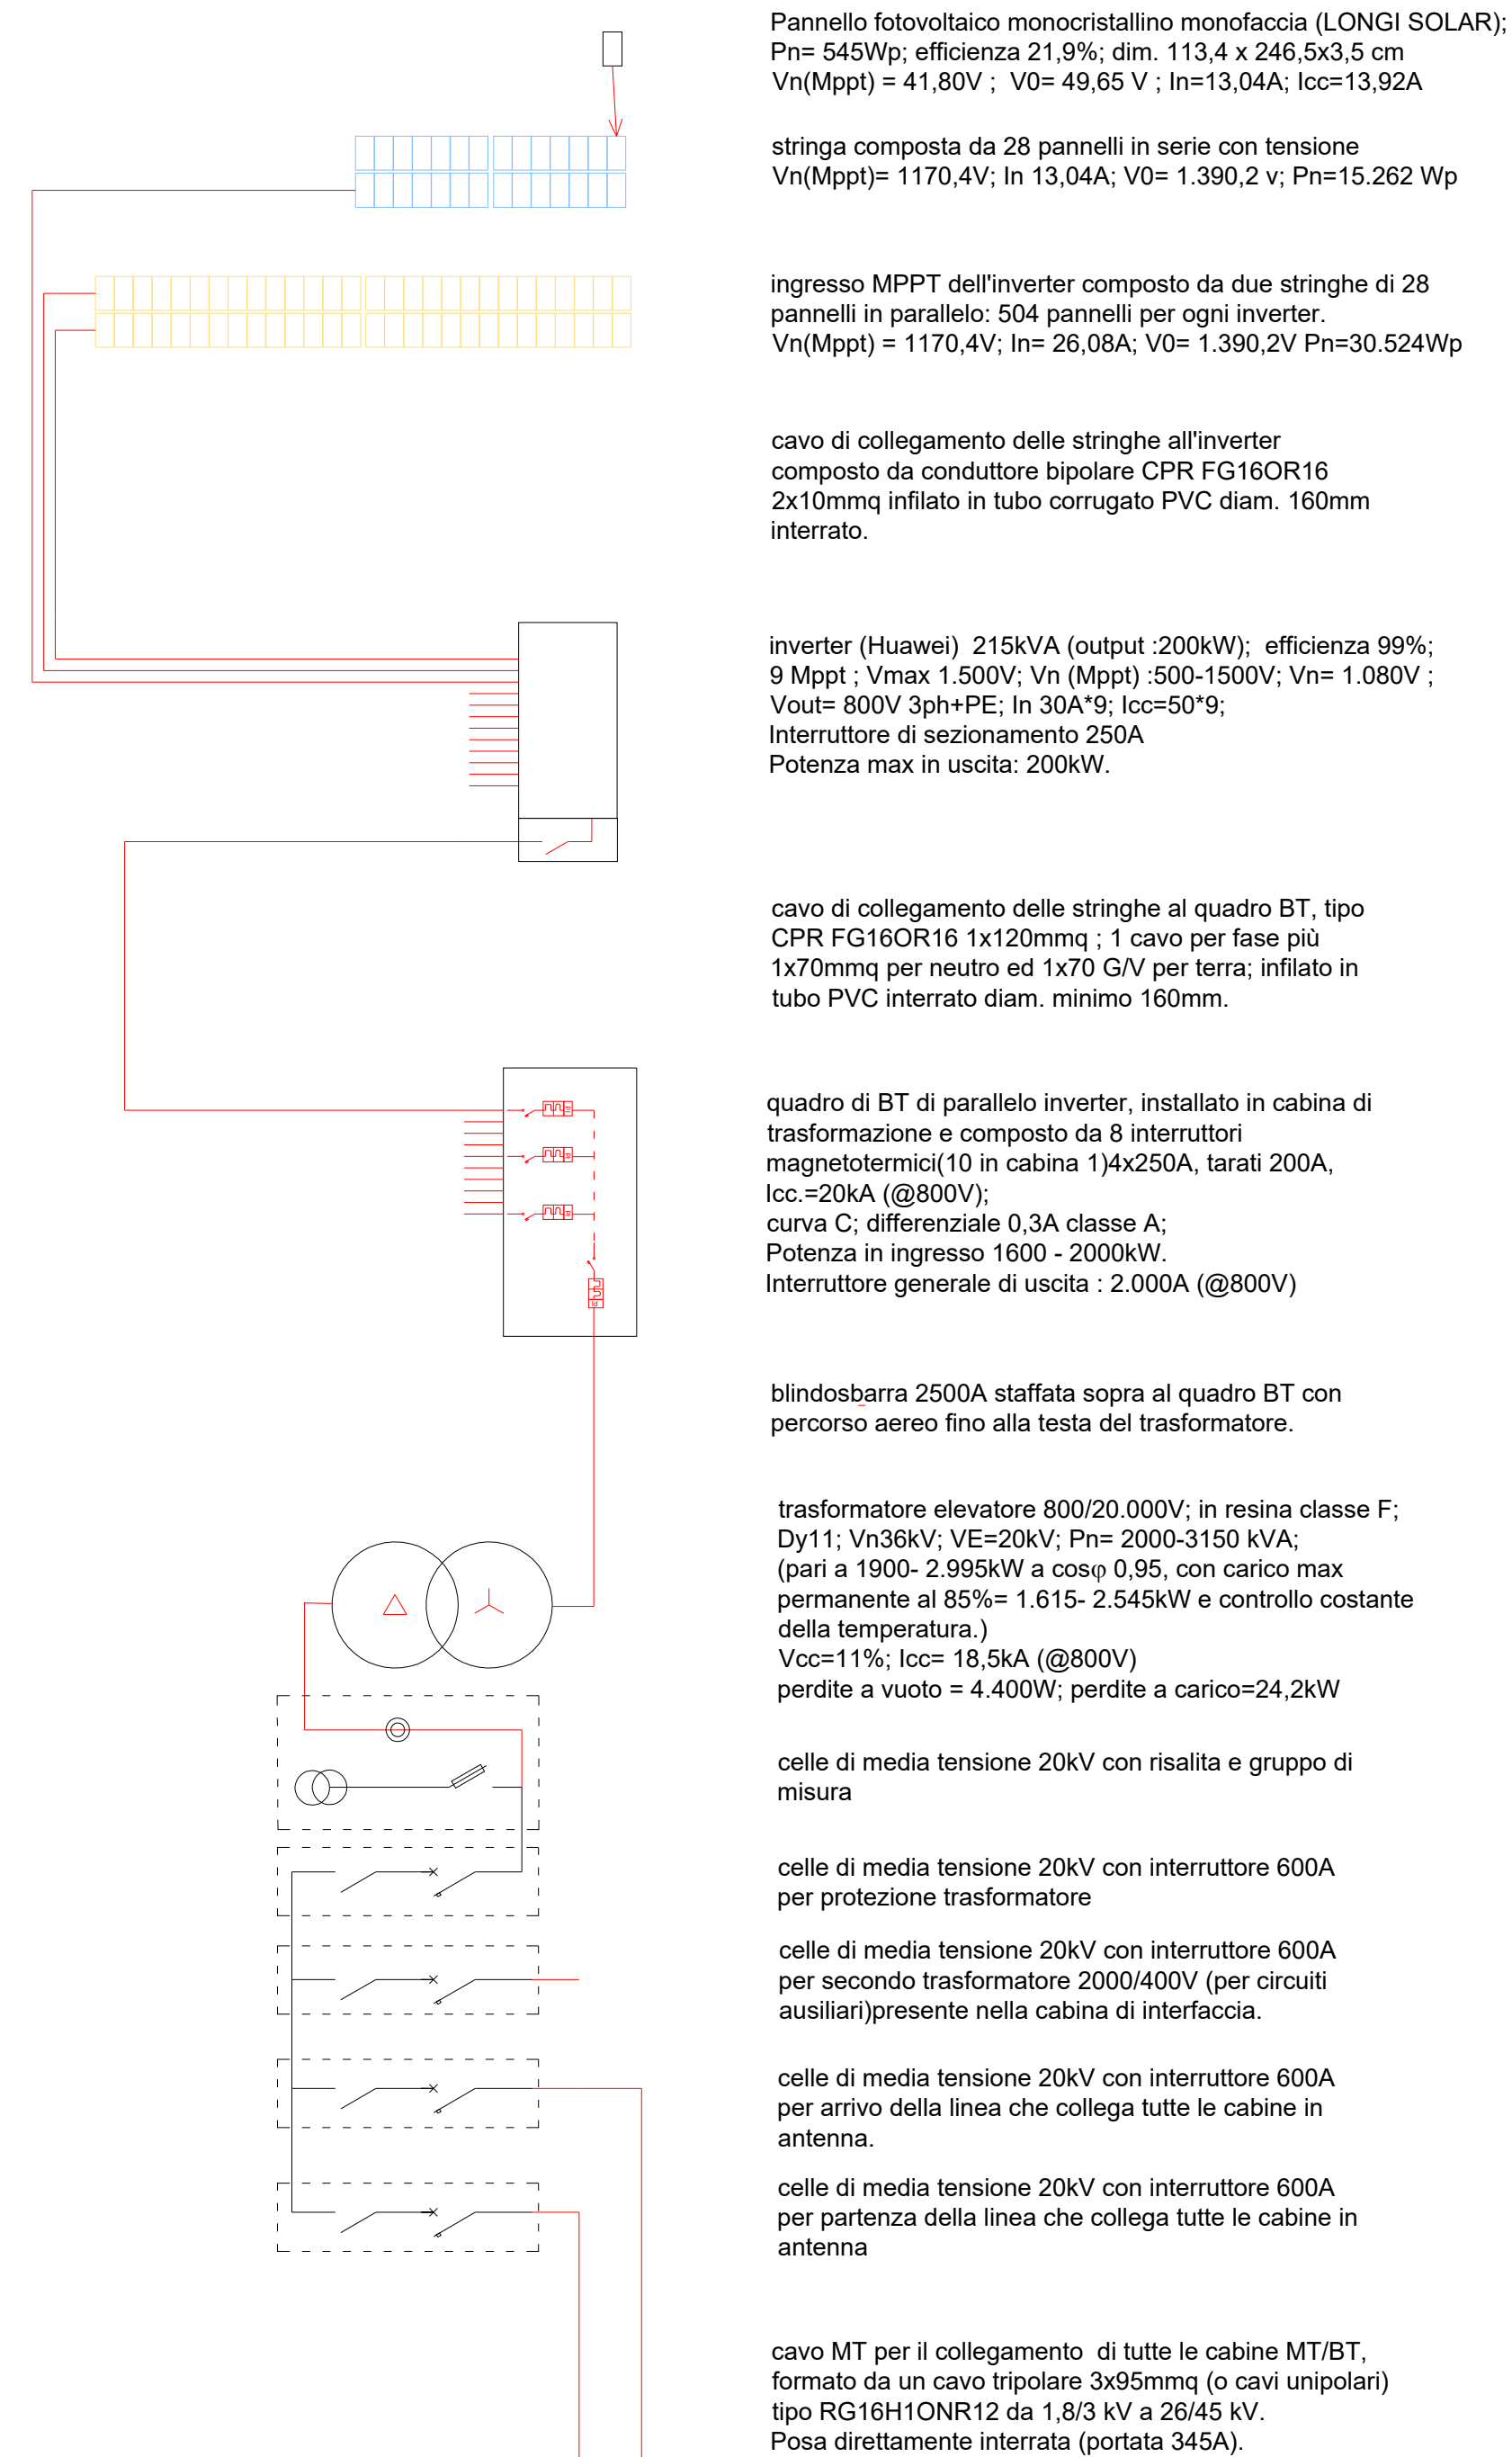 Pannello fotovoltaico monocristallino monofaccia (LONGI SOLAR);
Pn= 545Wp; efficienza 21,9%; dim. 113,4 x 246,5x3,5 cm
Vn(Mppt) = 41,80V ; V0= 49,65 V ; In=13,04A; Icc=13,92A
stringa composta da 28 pannelli in serie con tensione
Vn(Mppt)= 1170,4V; In 13,04A; V0= 1.390,2 v; Pn=15.262 Wp
ingresso MPPT dell'inverter composto da due stringhe di 28
pannelli in parallelo: 504 pannelli per ogni inverter.
Vn(Mppt) = 1170,4V; In= 26,08A; V0= 1.390,2V Pn=30.524Wp
cavo di collegamento delle stringhe all'inverter
composto da conduttore bipolare CPR FG16OR16
2x10mmq infilato in tubo corrugato PVC diam. 160mm
interrato.
inverter (Huawei) 215kVA (output :200kW); efficienza 99%;
9 Mppt ; Vmax 1.500V; Vn (Mppt) :500-1500V; Vn= 1.080V ;
Vout= 800V 3ph+PE; In 30A*9; Icc=50*9;
Interruttore di sezionamento 250A
Potenza max in uscita: 200kW.
cavo di collegamento delle stringhe al quadro BT, tipo
CPR FG16OR16 1x120mmq ; 1 cavo per fase più
1x70mmq per neutro ed 1x70 G/V per terra; infilato in
tubo PVC interrato diam. minimo 160mm.
quadro di BT di parallelo inverter, installato in cabina di
trasformazione e composto da 8 interruttori
magnetotermici(10 in cabina 1)4x250A, tarati 200A,
Icc.=20kA (@800V);
curva C; differenziale 0,3A classe A;
Potenza in ingresso 1600 - 2000kW.
Interruttore generale di uscita : 2.000A (@800V)
Id
Id
Id
Id
blindosbarra 2500A staffata sopra al quadro BT con
percorso aereo fino alla testa del trasformatore.
trasformatore elevatore 800/20.000V; in resina classe F;
Dy11; Vn36kV; VE=20kV; Pn= 2000-3150 kVA;
(pari a 1900- 2.995kW a cosφ 0,95, con carico max
permanente al 85%= 1.615- 2.545kW e controllo costante
della temperatura.)
Vcc=11%; Icc= 18,5kA (@800V)
perdite a vuoto = 4.400W; perdite a carico=24,2kW
celle di media tensione 20kV con risalita e gruppo di
misura
celle di media tensione 20kV con interruttore 600A
per protezione trasformatore
celle di media tensione 20kV con interruttore 600A
per secondo trasformatore 2000/400V (per circuiti
ausiliari)presente nella cabina di interfaccia.
celle di media tensione 20kV con interruttore 600A
per arrivo della linea che collega tutte le cabine in
antenna.
celle di media tensione 20kV con interruttore 600A
per partenza della linea che collega tutte le cabine in
antenna
cavo MT per il collegamento di tutte le cabine MT/BT,
formato da un cavo tripolare 3x95mmq (o cavi unipolari)
tipo RG16H1ONR12 da 1,8/3 kV a 26/45 kV.
Posa direttamente interrata (portata 345A).